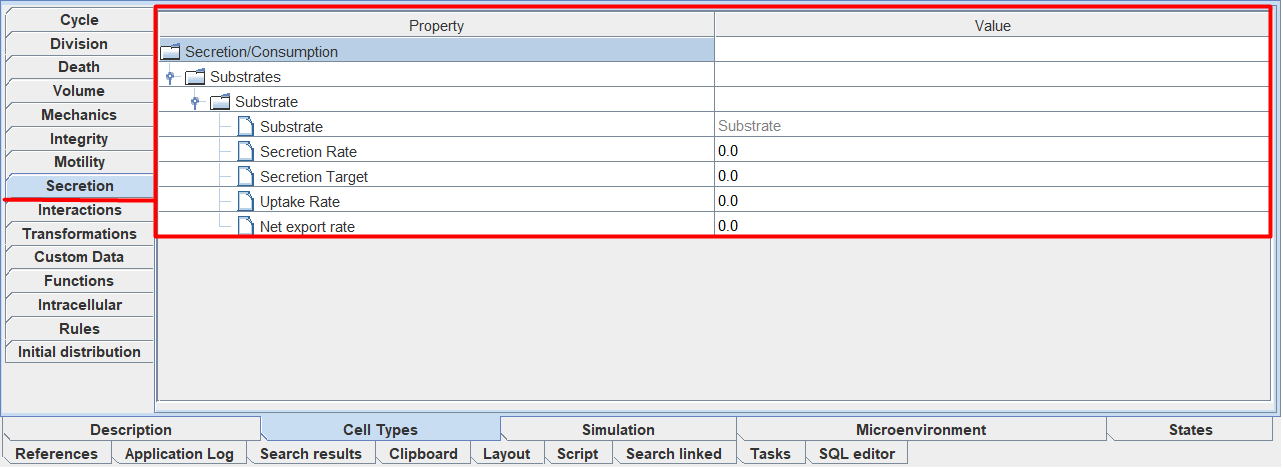 Cycle
Division
Death
Volume
Mechanics
Integrity
Motility
Secretion
Interactions
Transformations
Custom Data
Functions
Intracellular
Rules
Initial distribution
Property Value
Secretion/Consumption
Substrates
Substrate
Substrate Substrate
Secretion Rate 0.0
Secretion Target 0.0
Uptake Rate 0.0
Net export rate 0.0
Description Cell Types Simulation Microenvironment States
References Application Log Search results Clipboard Layout Script Search linked Tasks SQL editor